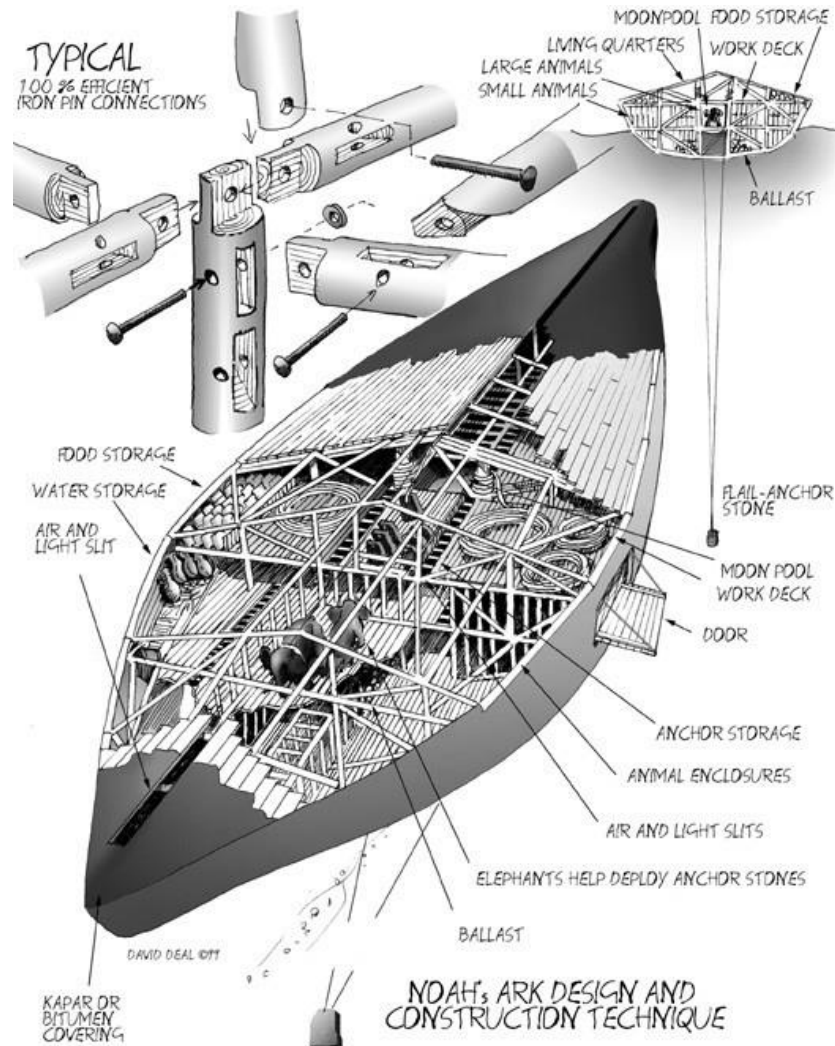 TYPICAL
100 % EFFICIENT
IRON PIN CONNECTIONS
MOONPOOL FOOD STORAGE
LIVING QUARTERS WORK DECK
LARGE ANIMALS
SMALL ANIMALS
BALLAST
FOOD STORAGE
WATER STORAGE
AIR AND
LIGHT SLIT
FLAIL-ANCHOR
STONE
MOON POOL
WORK DECK
DOOR
ANCHOR STORAGE
ANIMAL ENCLOSURES
AIR AND LIGHT SLITS
ELEPHANTS HELP DEPLOY ANCHOR STONES
BALLAST
DAVID DEAL ©99
KAPAR OR
BITUMEN
COVERING
NOAH's ARK DESIGN AND
CONSTRUCTION TECHNIQUE